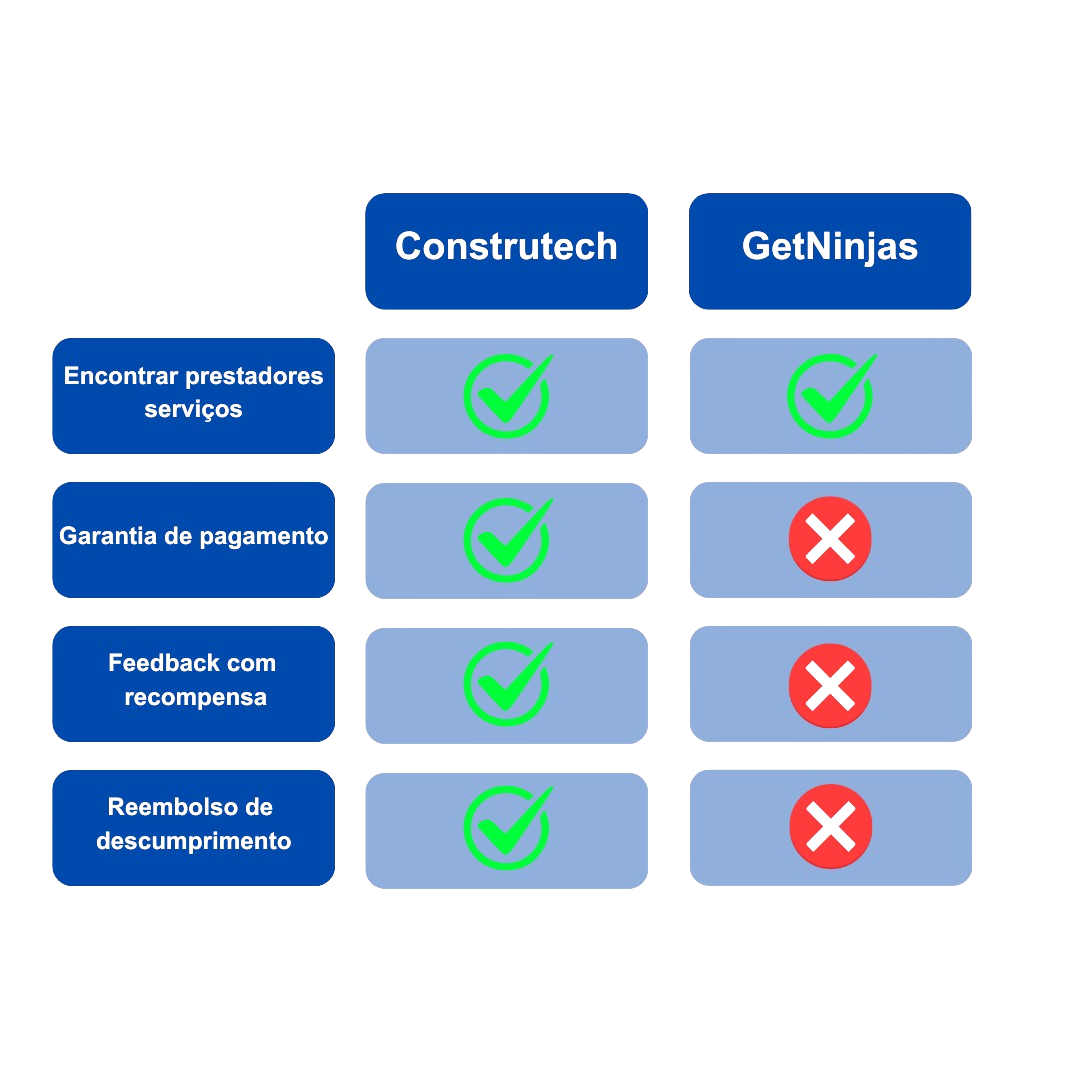 Construtech
GetNinjas
Encontrar prestadores
serviços
Garantia de pagamento
Feedback com
recompensa
Reembolso de
descumprimento